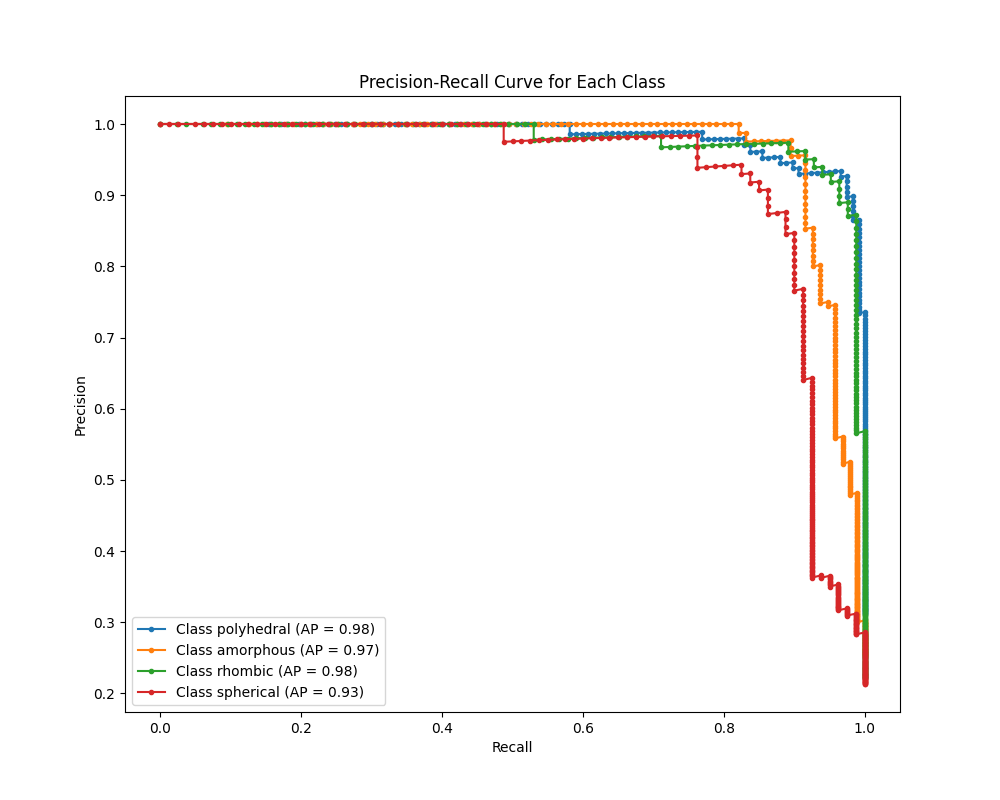 Precision-Recall Curve for Each Class
Precision
1.0
0.9
0.8
0.7
0.6
0.5
0.4
0.3
0.2
Class polyhedral (AP = 0.98)
Class amorphous (AP = 0.97)
Class rhombic (AP = 0.98)
Class spherical (AP = 0.93)
0.0 0.2 0.4 0.6 0.8 1.0
Recall